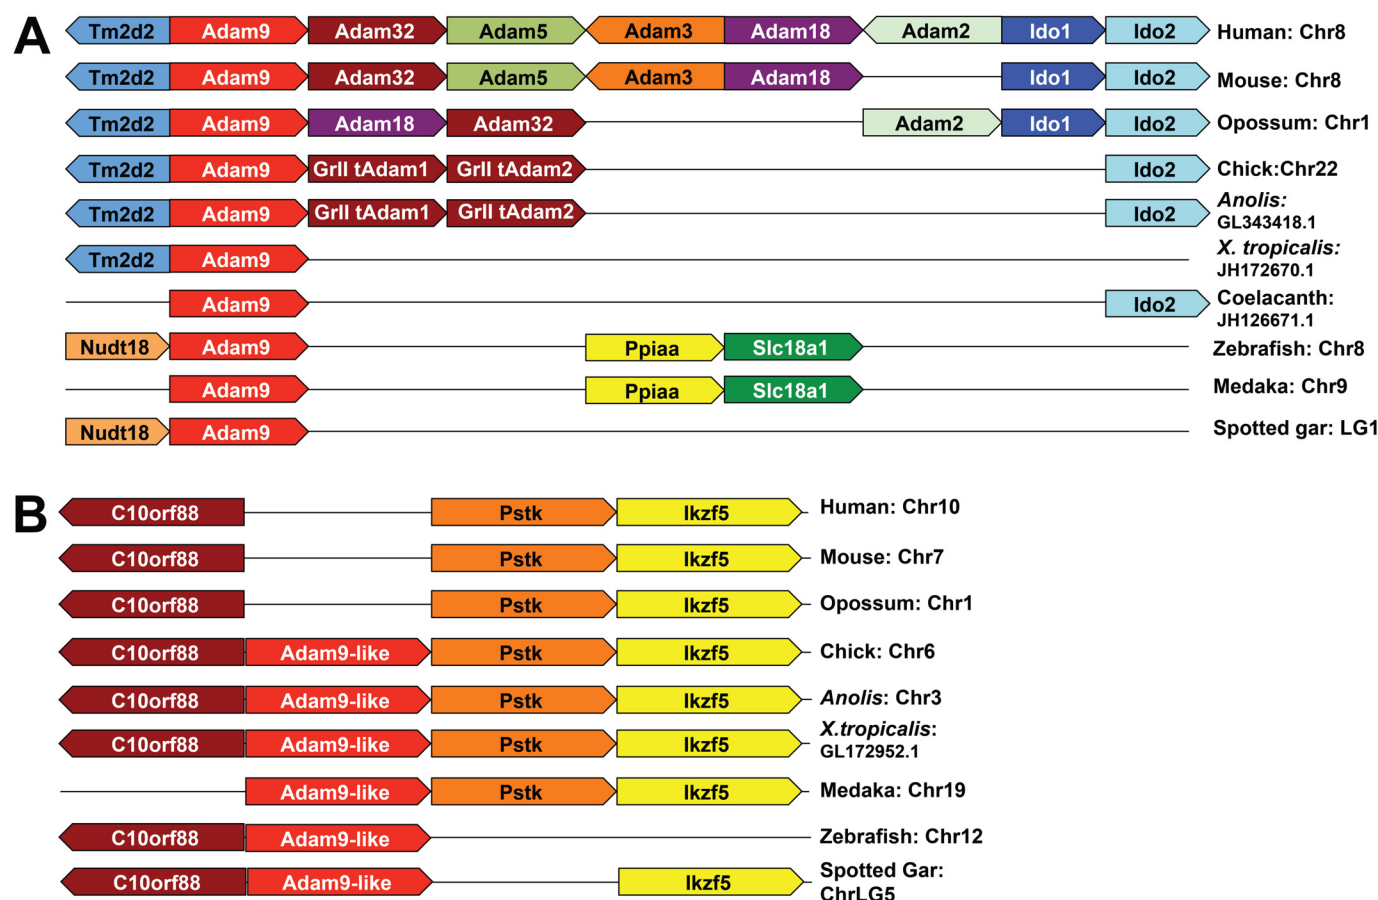 A
Tm2d2 Adam9 Adam32 Adam5 Adam3 Adam18 Adam2 Ido1 Ido2 Human: Chr8
Tm2d2 Adam9 Adam32 Adam5 Adam3 Adam18 Ido1 Ido2 Mouse: Chr8
Tm2d2 Adam9 Adam18 Adam32 Adam2 Ido1 Ido2 Opossum: Chr1
Tm2d2 Adam9 GrII tAdam1 GrII tAdam2 Ido2 Chick:Chr22
Tm2d2 Adam9 GrII tAdam1 GrII tAdam2 Ido2 Anolis:
GL343418.1
Tm2d2 Adam9 X. tropicalis:
JH172670.1
Adam9 Ido2 Coelacanth:
JH126671.1
Nudt18 Adam9 Ppiaa Slc18a1 Zebrafish: Chr8
Adam9 Ppiaa Slc18a1 Medaka: Chr9
Nudt18 Adam9 Spotted gar: LG1
B
C10orf88 Pstk Ikzf5 Human: Chr10
C10orf88 Pstk Ikzf5 Mouse: Chr7
C10orf88 Pstk Ikzf5 Opossum: Chr1
C10orf88 Adam9-like Pstk Ikzf5 Chick: Chr6
C10orf88 Adam9-like Pstk Ikzf5 Anolis: Chr3
C10orf88 Adam9-like Pstk Ikzf5 X.tropicalis:
GL172952.1
Adam9-like Pstk Ikzf5 Medaka: Chr19
C10orf88 Adam9-like Zebrafish: Chr12
C10orf88 Adam9-like Ikzf5 Spotted Gar:
ChrLG5